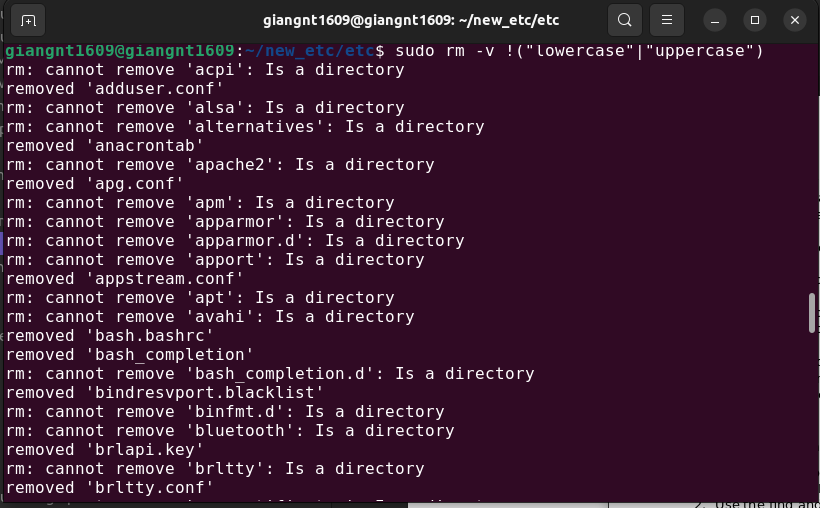 giangnt1609@giangnt1609: ~/new_etc/etc
giangnt1609@giangnt1609:~/new_etc/etc$ sudo rm -v !("lowercase"|"uppercase")
rm: cannot remove 'acpi': Is a directory
removed 'adduser.conf'
rm: cannot remove 'alsa': Is a directory
rm: cannot remove 'alternatives': Is a directory
removed 'anacrontab'
rm: cannot remove 'apache2': Is a directory
removed 'apg.conf'
rm: cannot remove 'apm': Is a directory
rm: cannot remove 'apparmor': Is a directory
rm: cannot remove 'apparmor.d': Is a directory
rm: cannot remove 'apport': Is a directory
removed 'appstream.conf'
rm: cannot remove 'apt': Is a directory
rm: cannot remove 'avahi': Is a directory
removed 'bash.bashrc'
removed 'bash_completion'
rm: cannot remove 'bash_completion.d': Is a directory
removed 'bindresvport.blacklist'
rm: cannot remove 'binfmt.d': Is a directory
rm: cannot remove 'bluetooth': Is a directory
removed 'brlapi.key'
rm: cannot remove 'brltty': Is a directory
removed 'brltty.conf'
2. Use the find and